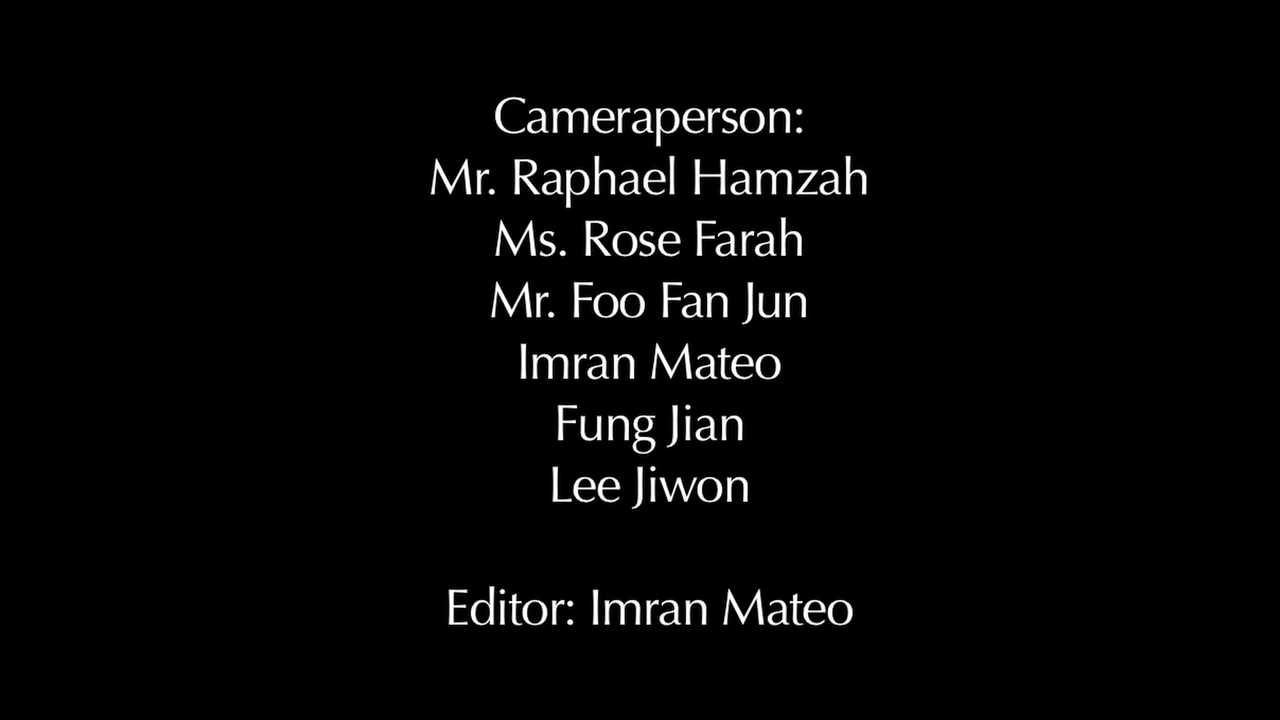 Cameraperson:
Mr. Raphael Hamzah
Ms. Rose Farah
Mr. Foo Fan Jun
Imran Mateo
Fung Jian
Lee Jiwon
Editor: Imran Mateo